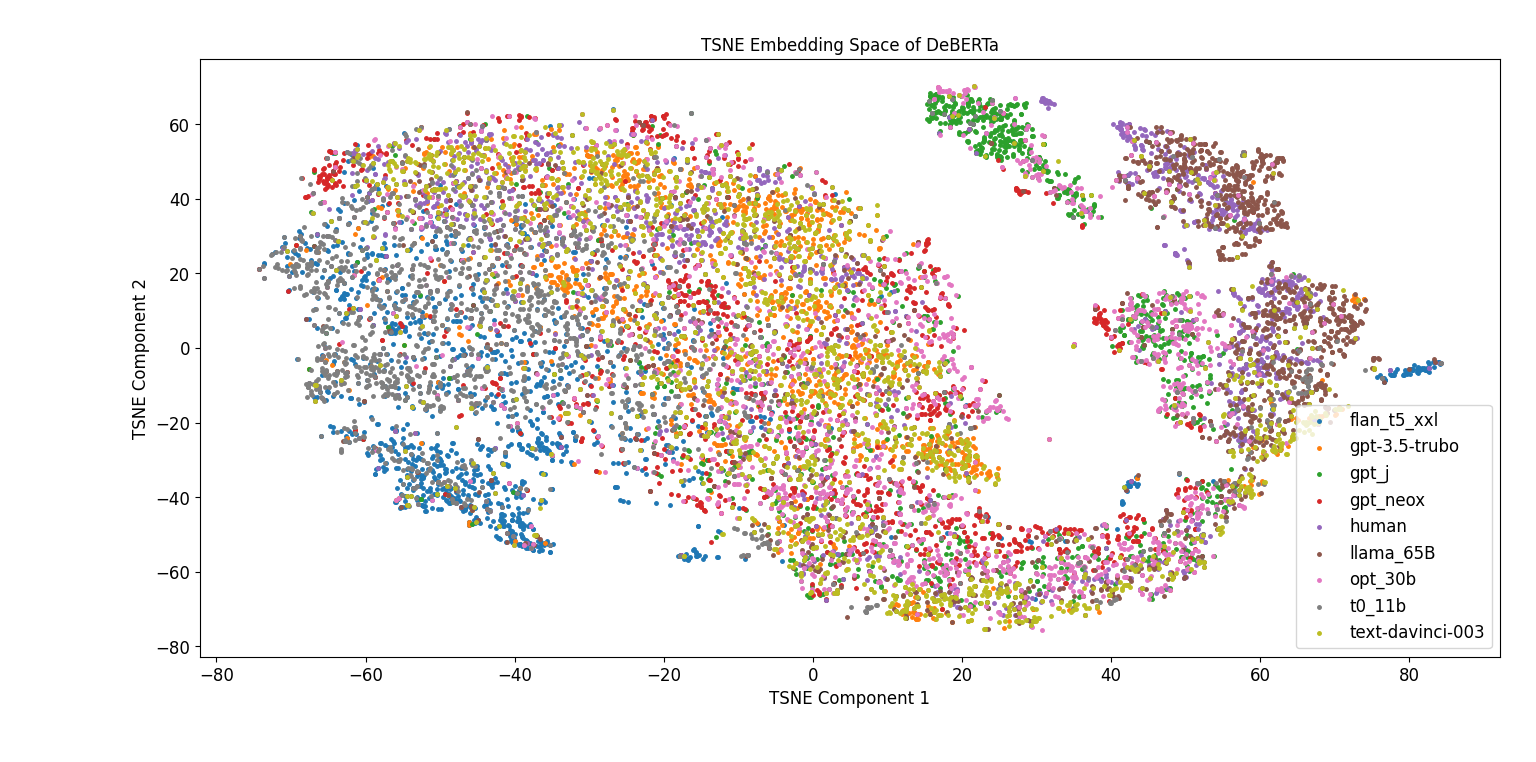 TSNE Embedding Space of DeBERTa
TSNE Component 2
60
40
20
0
−20
−40
−60
−80
−80
−60
−40
−20
0
20
40
60
80
TSNE Component 1
flan_t5_xxl
gpt-3.5-trubo
gpt_j
gpt_neox
human
llama_65B
opt_30b
t0_11b
text-davinci-003